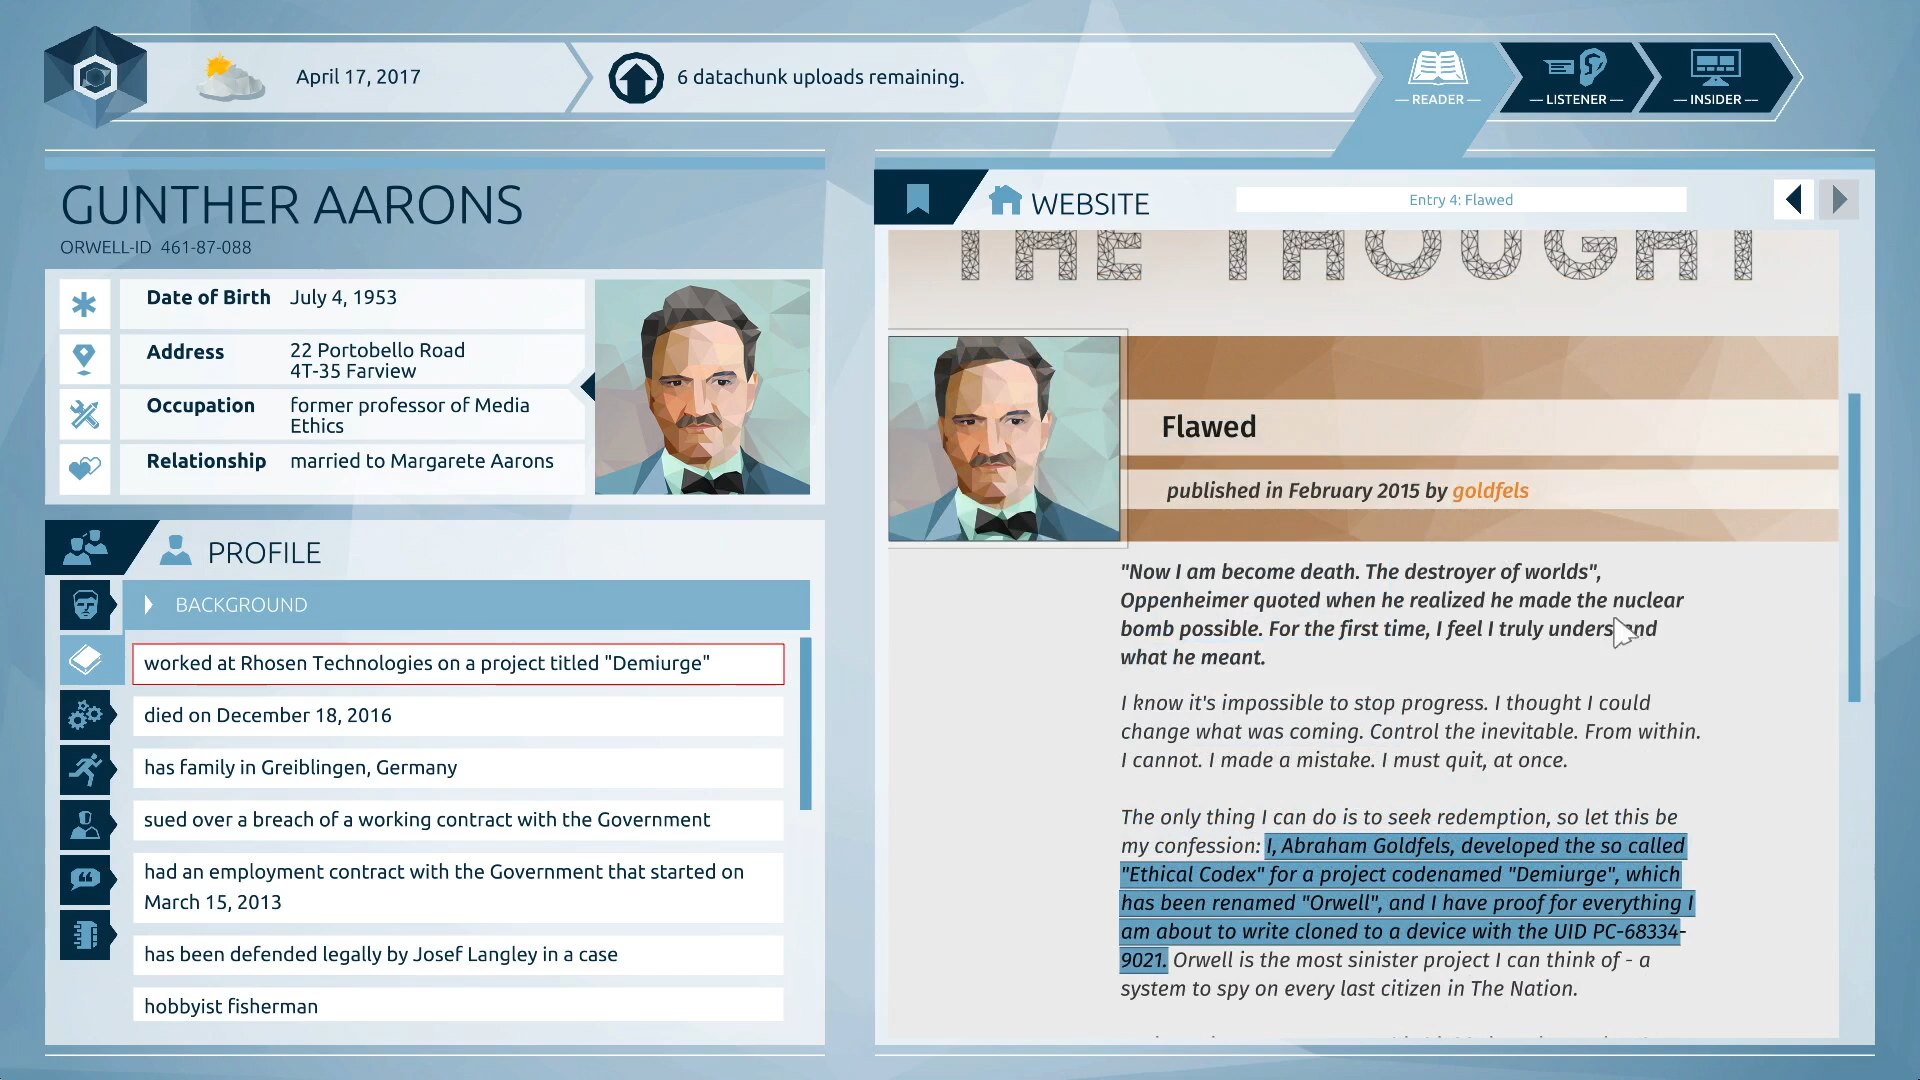 April 17, 2017
6 datachunk uploads remaining.
READER
LISTENER
INSIDER
GUNTHER AARONS
ORWELL-ID 461-87-088
Date of Birth July 4, 1953
Address 22 Portobello Road
4T-35 Farview
Occupation former professor of Media
Ethics
Relationship married to Margarete Aarons
PROFILE
BACKGROUND
worked at Rhosen Technologies on a project titled "Demiurge"
died on December 18, 2016
has family in Greiblingen, Germany
sued over a breach of a working contract with the Government
had an employment contract with the Government that started on
March 15, 2013
has been defended legally by Josef Langley in a case
hobbyist fisherman
WEBSITE
Entry 4: Flawed
THE THOUGHT
Flawed
published in February 2015 by goldfels
"Now I am become death. The destroyer of worlds",
Oppenheimer quoted when he realized he made the nuclear
bomb possible. For the first time, I feel I truly understand
what he meant.
I know it's impossible to stop progress. I thought I could
change what was coming. Control the inevitable. From within.
I cannot. I made a mistake. I must quit, at once.
The only thing I can do is to seek redemption, so let this be
my confession: I, Abraham Goldfels, developed the so called
"Ethical Codex" for a project codenamed "Demiurge", which
has been renamed "Orwell", and I have proof for everything I
am about to write cloned to a device with the UID PC-68334-
9021. Orwell is the most sinister project I can think of - a
system to spy on every last citizen in The Nation.